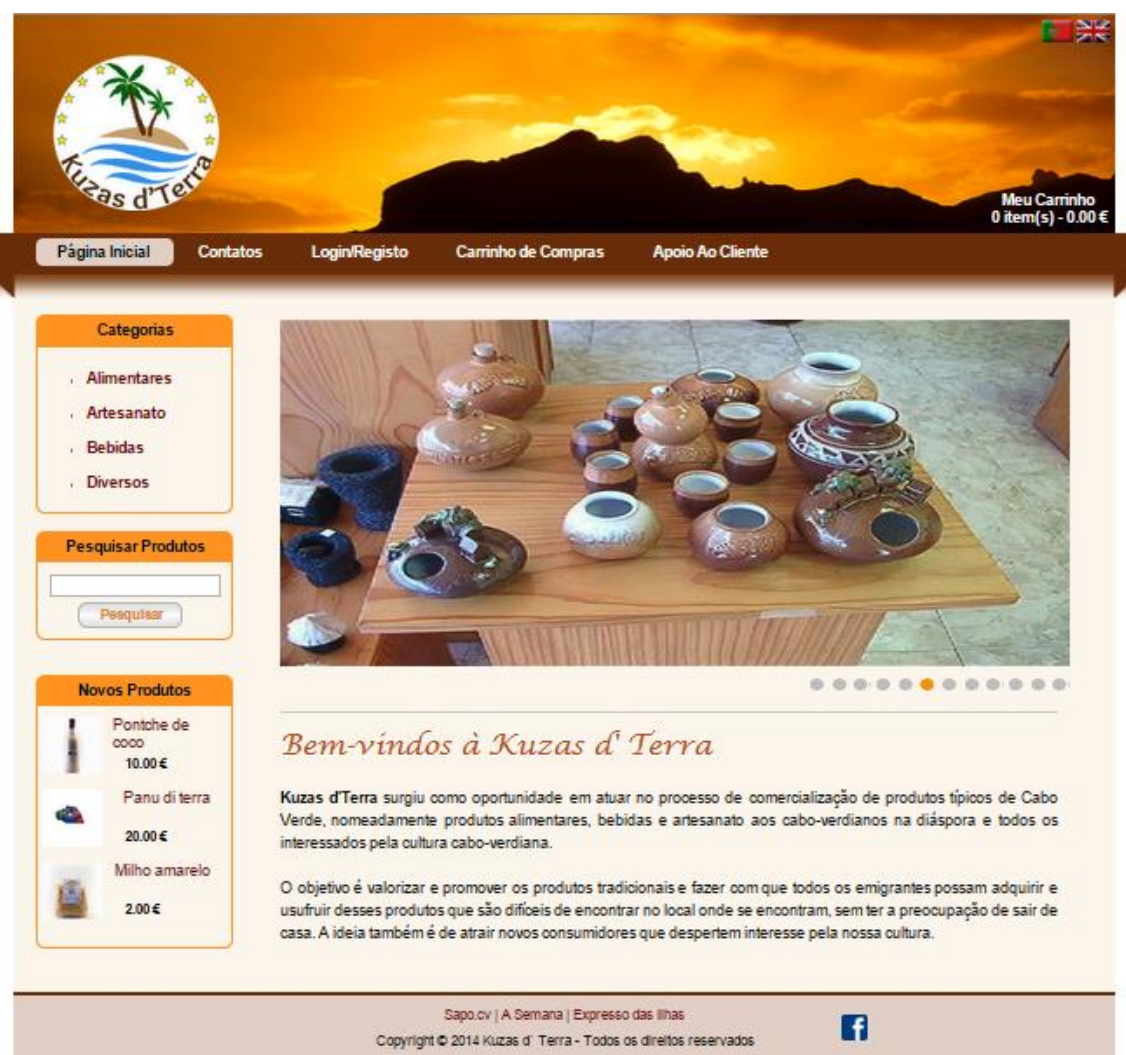 Kuzas d'Terra
Meu Carrinho
0 item(s) - 0.00 €
Página Inicial Contatos Login/Registo Carrinho de Compras Apoio Ao Cliente
Categorias
Alimentares
Artesanato
Bebidas
Diversos
Pesquisar Produtos
Pesquisar
Novos Produtos
Pontche de
coco
10.00 €
Panu di terra
20.00 €
Milho amarelo
2.00 €
Bem-vindos à Kuzas d' Terra
Kuzas d'Terra surgiu como oportunidade em atuar no processo de comercialização de produtos típicos de Cabo
Verde, nomeadamente produtos alimentares, bebidas e artesanato aos cabo-verdianos na diáspora e todos os
interessados pela cultura cabo-verdiana.
O objetivo é valorizar e promover os produtos tradicionais e fazer com que todos os emigrantes possam adquirir e
usufruir desses produtos que são difíceis de encontrar no local onde se encontram, sem ter a preocupação de sair de
casa. A ideia também é de atrair novos consumidores que despertem interesse pela nossa cultura.
Sapo.cv | A Semana | Expresso das Ilhas
Copyright © 2014 Kuzas d´ Terra - Todos os direitos reservados
f